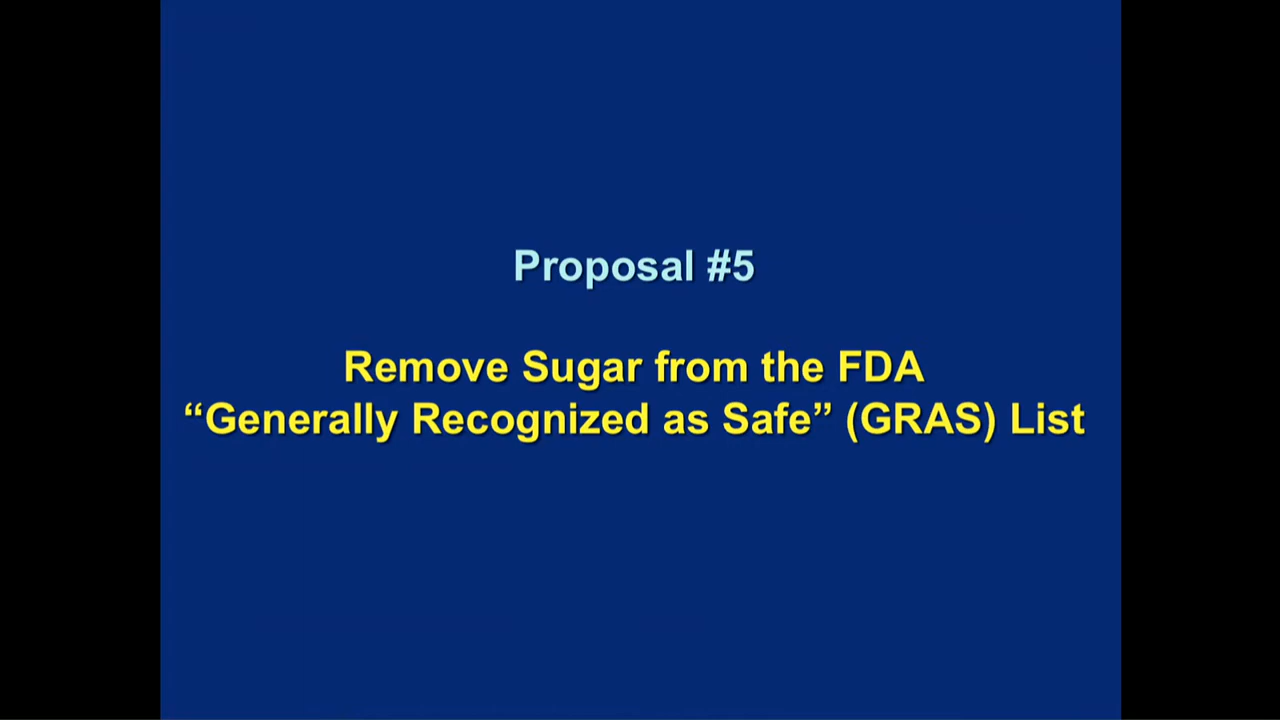 Proposal #5
Remove Sugar from the FDA
“Generally Recognized as Safe” (GRAS) List